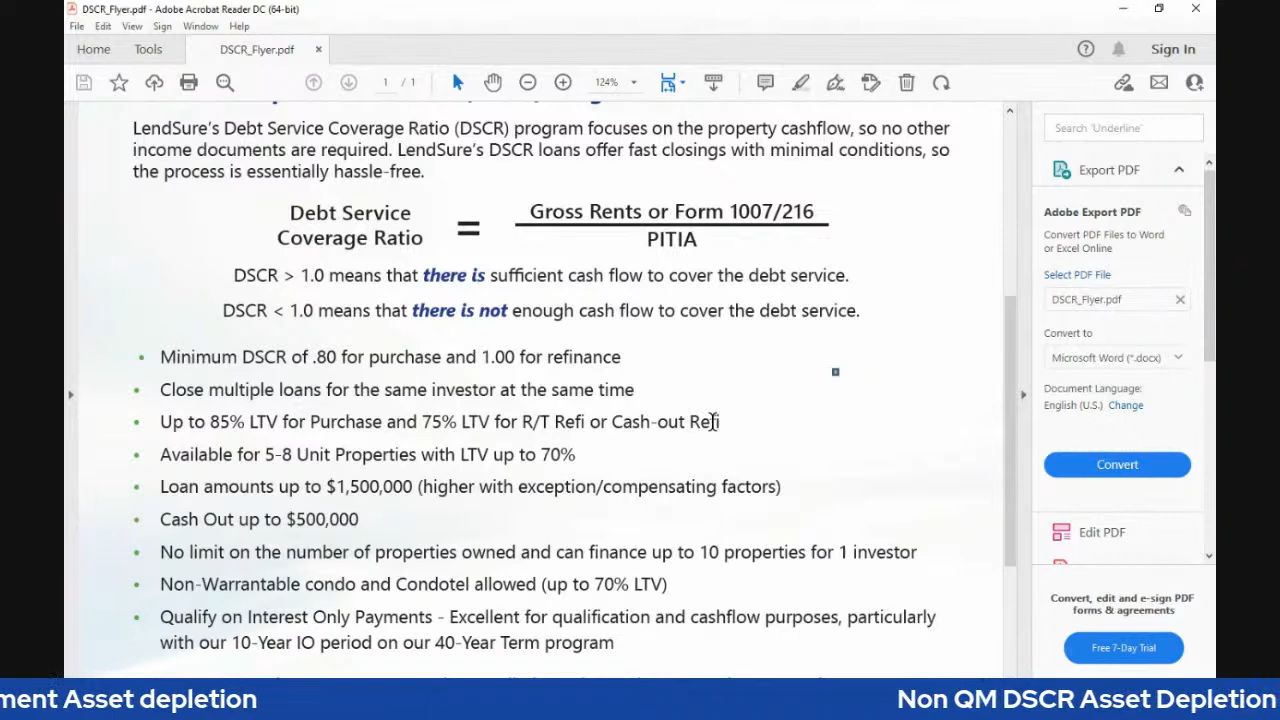 DSCR_Flyer.pdf - Adobe Acrobat Reader DC (64-bit)
File Edit View Sign Window Help
Home Tools DSCR_Flyer.pdf × Sign In
1 / 1 124%
LendSure's Debt Service Coverage Ratio (DSCR) program focuses on the property cashflow, so no other
income documents are required. LendSure's DSCR loans offer fast closings with minimal conditions, so
the process is essentially hassle-free.
Debt Service
Coverage Ratio
=
Gross Rents or Form 1007/216
PITIA
DSCR > 1.0 means that there is sufficient cash flow to cover the debt service.
DSCR < 1.0 means that there is not enough cash flow to cover the debt service.
• Minimum DSCR of .80 for purchase and 1.00 for refinance
• Close multiple loans for the same investor at the same time
• Up to 85% LTV for Purchase and 75% LTV for R/T Refi or Cash-out Refi
• Available for 5-8 Unit Properties with LTV up to 70%
• Loan amounts up to $1,500,000 (higher with exception/compensating factors)
• Cash Out up to $500,000
• No limit on the number of properties owned and can finance up to 10 properties for 1 investor
• Non-Warrantable condo and Condotel allowed (up to 70% LTV)
• Qualify on Interest Only Payments - Excellent for qualification and cashflow purposes, particularly
with our 10-Year IO period on our 40-Year Term program
Search 'Underline'
Export PDF
Adobe Export PDF
Convert PDF Files to Word
or Excel Online
Select PDF File
DSCR_Flyer.pdf
Convert to
Microsoft Word (*.docx)
Document Language:
English (U.S.) Change
Convert
Edit PDF
Convert, edit and e-sign PDF
forms & agreements
Free 7-Day Trial
ment Asset depletion
Non QM DSCR Asset Depletion